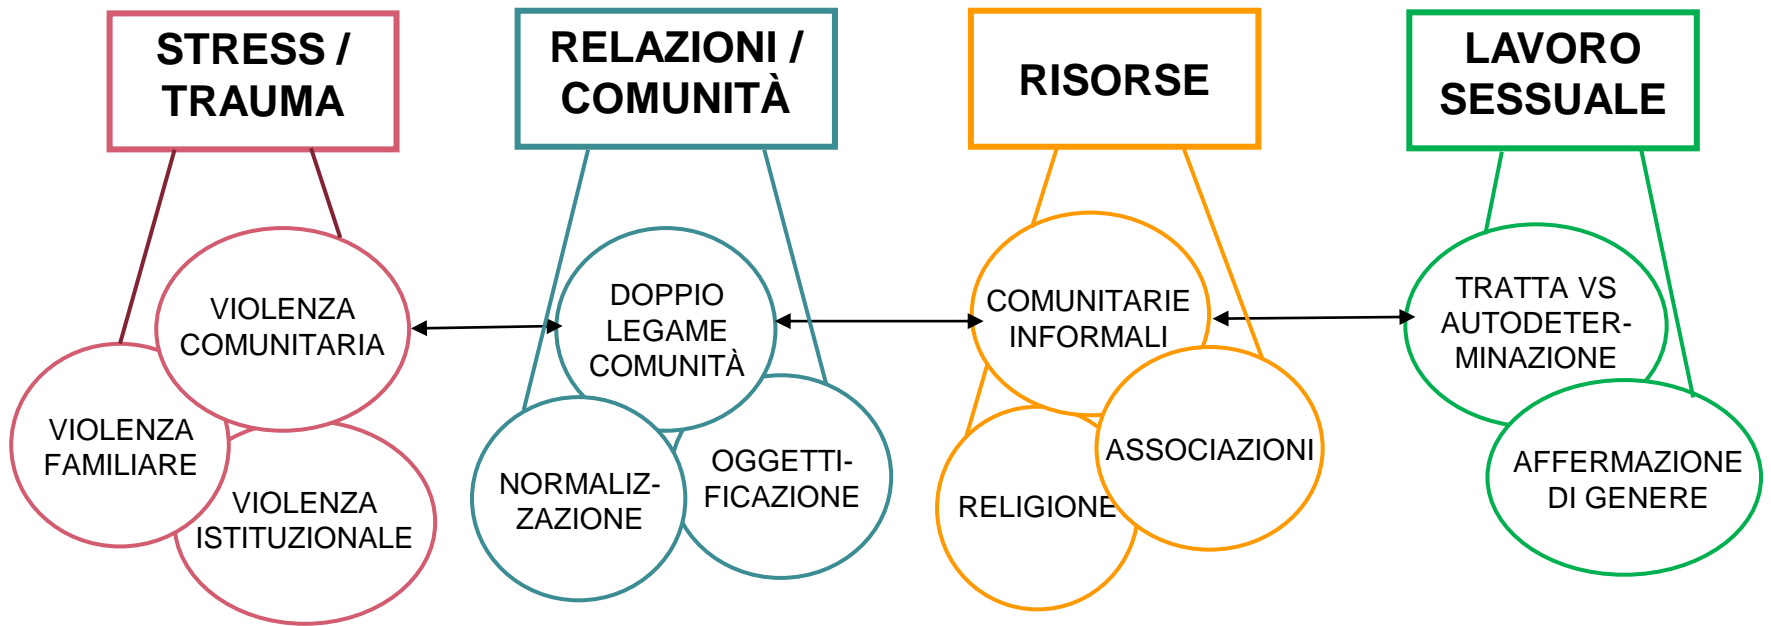 STRESS /
TRAUMA
RELAZIONI /
COMUNITÀ
RISORSE
LAVORO
SESSUALE
VIOLENZA
COMUNITARIA
VIOLENZA
FAMILIARE
VIOLENZA
ISTITUZIONALE
DOPPIO
LEGAME
COMUNITÀ
NORMALIZ-
ZAZIONE
OGGETTI-
FICAZIONE
COMUNITARIE
INFORMALI
RELIGIONE
ASSOCIAZIONI
TRATTA VS
AUTODETER-
MINAZIONE
AFFERMAZIONE
DI GENERE